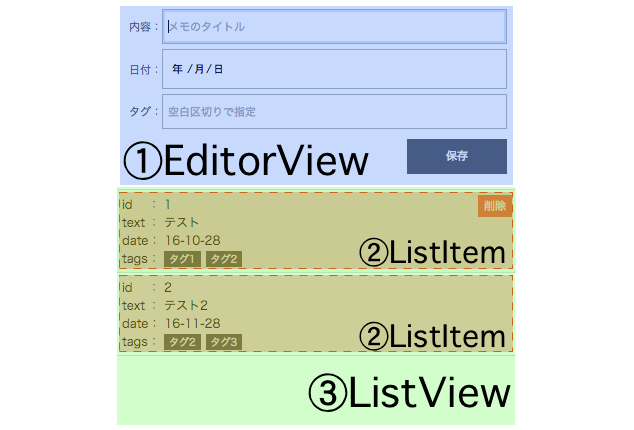 内容： メモのタイトル
日付： 年 /月/日
タグ： 空白区切りで指定
①EditorView 保存
id : 1 削除
text : テスト
date : 16-10-28
tags : タグ1 タグ2
②ListItem
id : 2
text : テスト2
date : 16-11-28
tags : タグ2 タグ3
②ListItem
③ListView